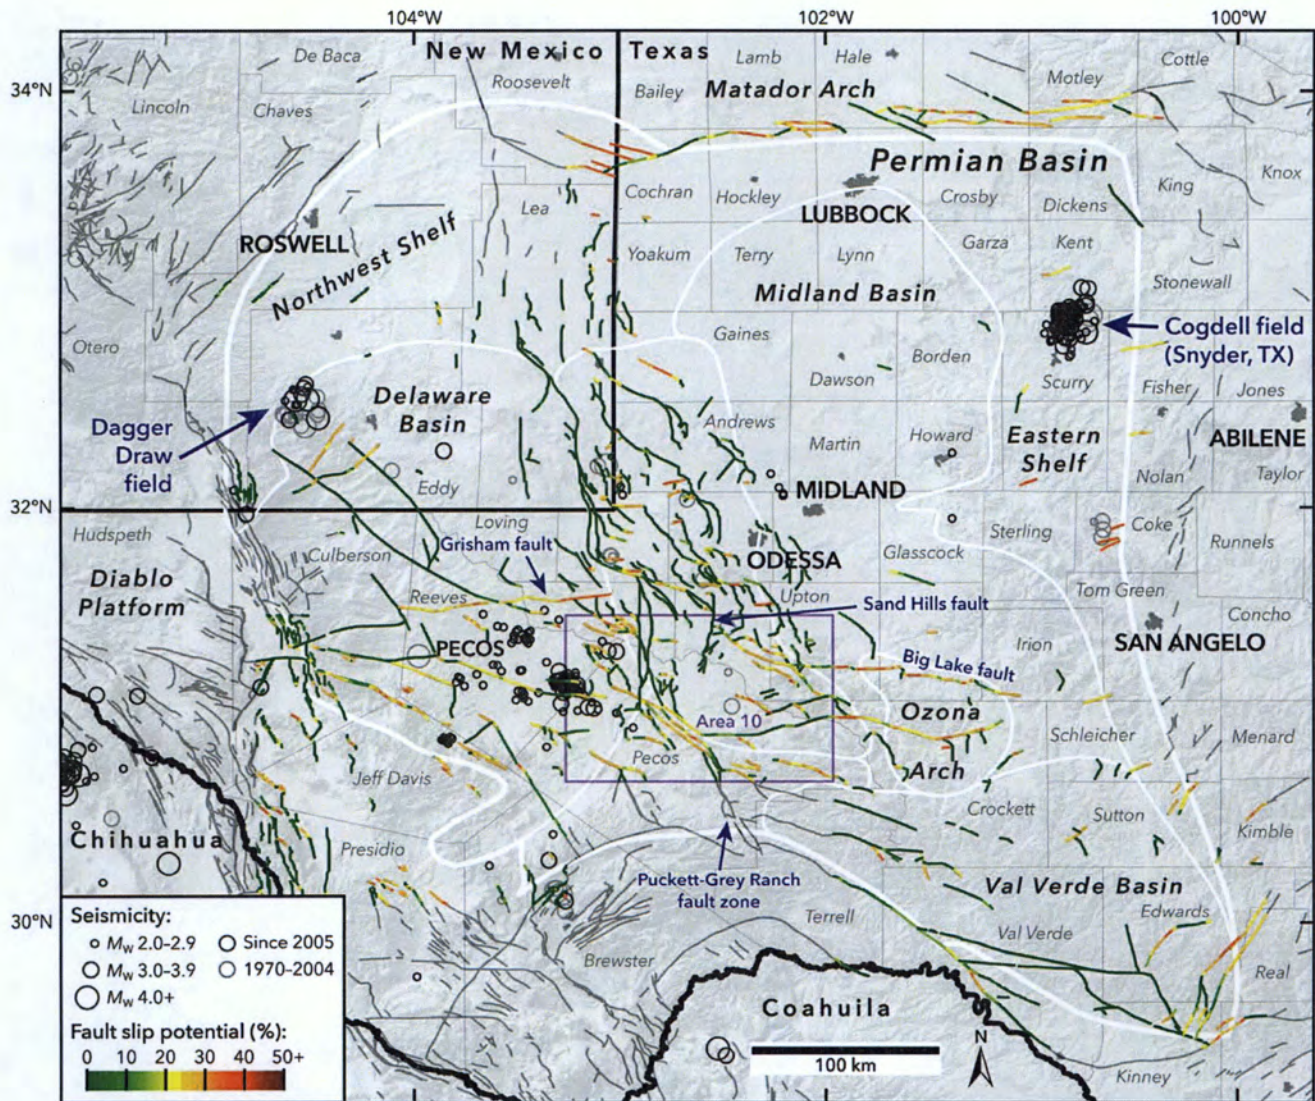 104°W
102°W
100°W
34°N
32°N
30°N
New Mexico
Texas
De Baca
Roosevelt
Lamb
Hale
Cottle
Motley
Bailey
Matador Arch
Lincoln
Chaves
Permian Basin
Knox
King
Cochran
Hockley
LUBBOCK
Crosby
Dickens
Lea
ROSWELL
Northwest Shelf
Yoakum
Terry
Lynn
Garza
Kent
Stonewall
Midland Basin
Otero
Gaines
Cogdell field
(Snyder, TX)
Borden
Dawson
Scurry
Fisher
Jones
Delaware
Basin
Dagger
Draw
field
Andrews
Martin
Howard
Eastern
Shelf
ABILENE
Nolan
Taylor
Eddy
MIDLAND
Hudspeth
Loving
Grisham fault
Culberson
ODESSA
Glasscock
Sterling
Coke
Runnels
Diablo
Platform
Reeves
Upton
Sand Hills fault
Tom Green
Concho
PECOS
Irion
SAN ANGELO
Big Lake fault
Area 10
Ozona
Arch
Schleicher
Menard
Pecos
Jeff Davis
Crockett
Sutton
Kimble
Chihuahua
Presidio
Puckett-Grey Ranch
fault zone
Val Verde Basin
Terrell
Edwards
Val Verde
Brewster
Real
Coahuila
N
100 km
Kinney
Seismicity:
Mw 2.0–2.9
Since 2005
Mw 3.0–3.9
1970–2004
Mw 4.0+
Fault slip potential (%):
0 10 20 30 40 50+